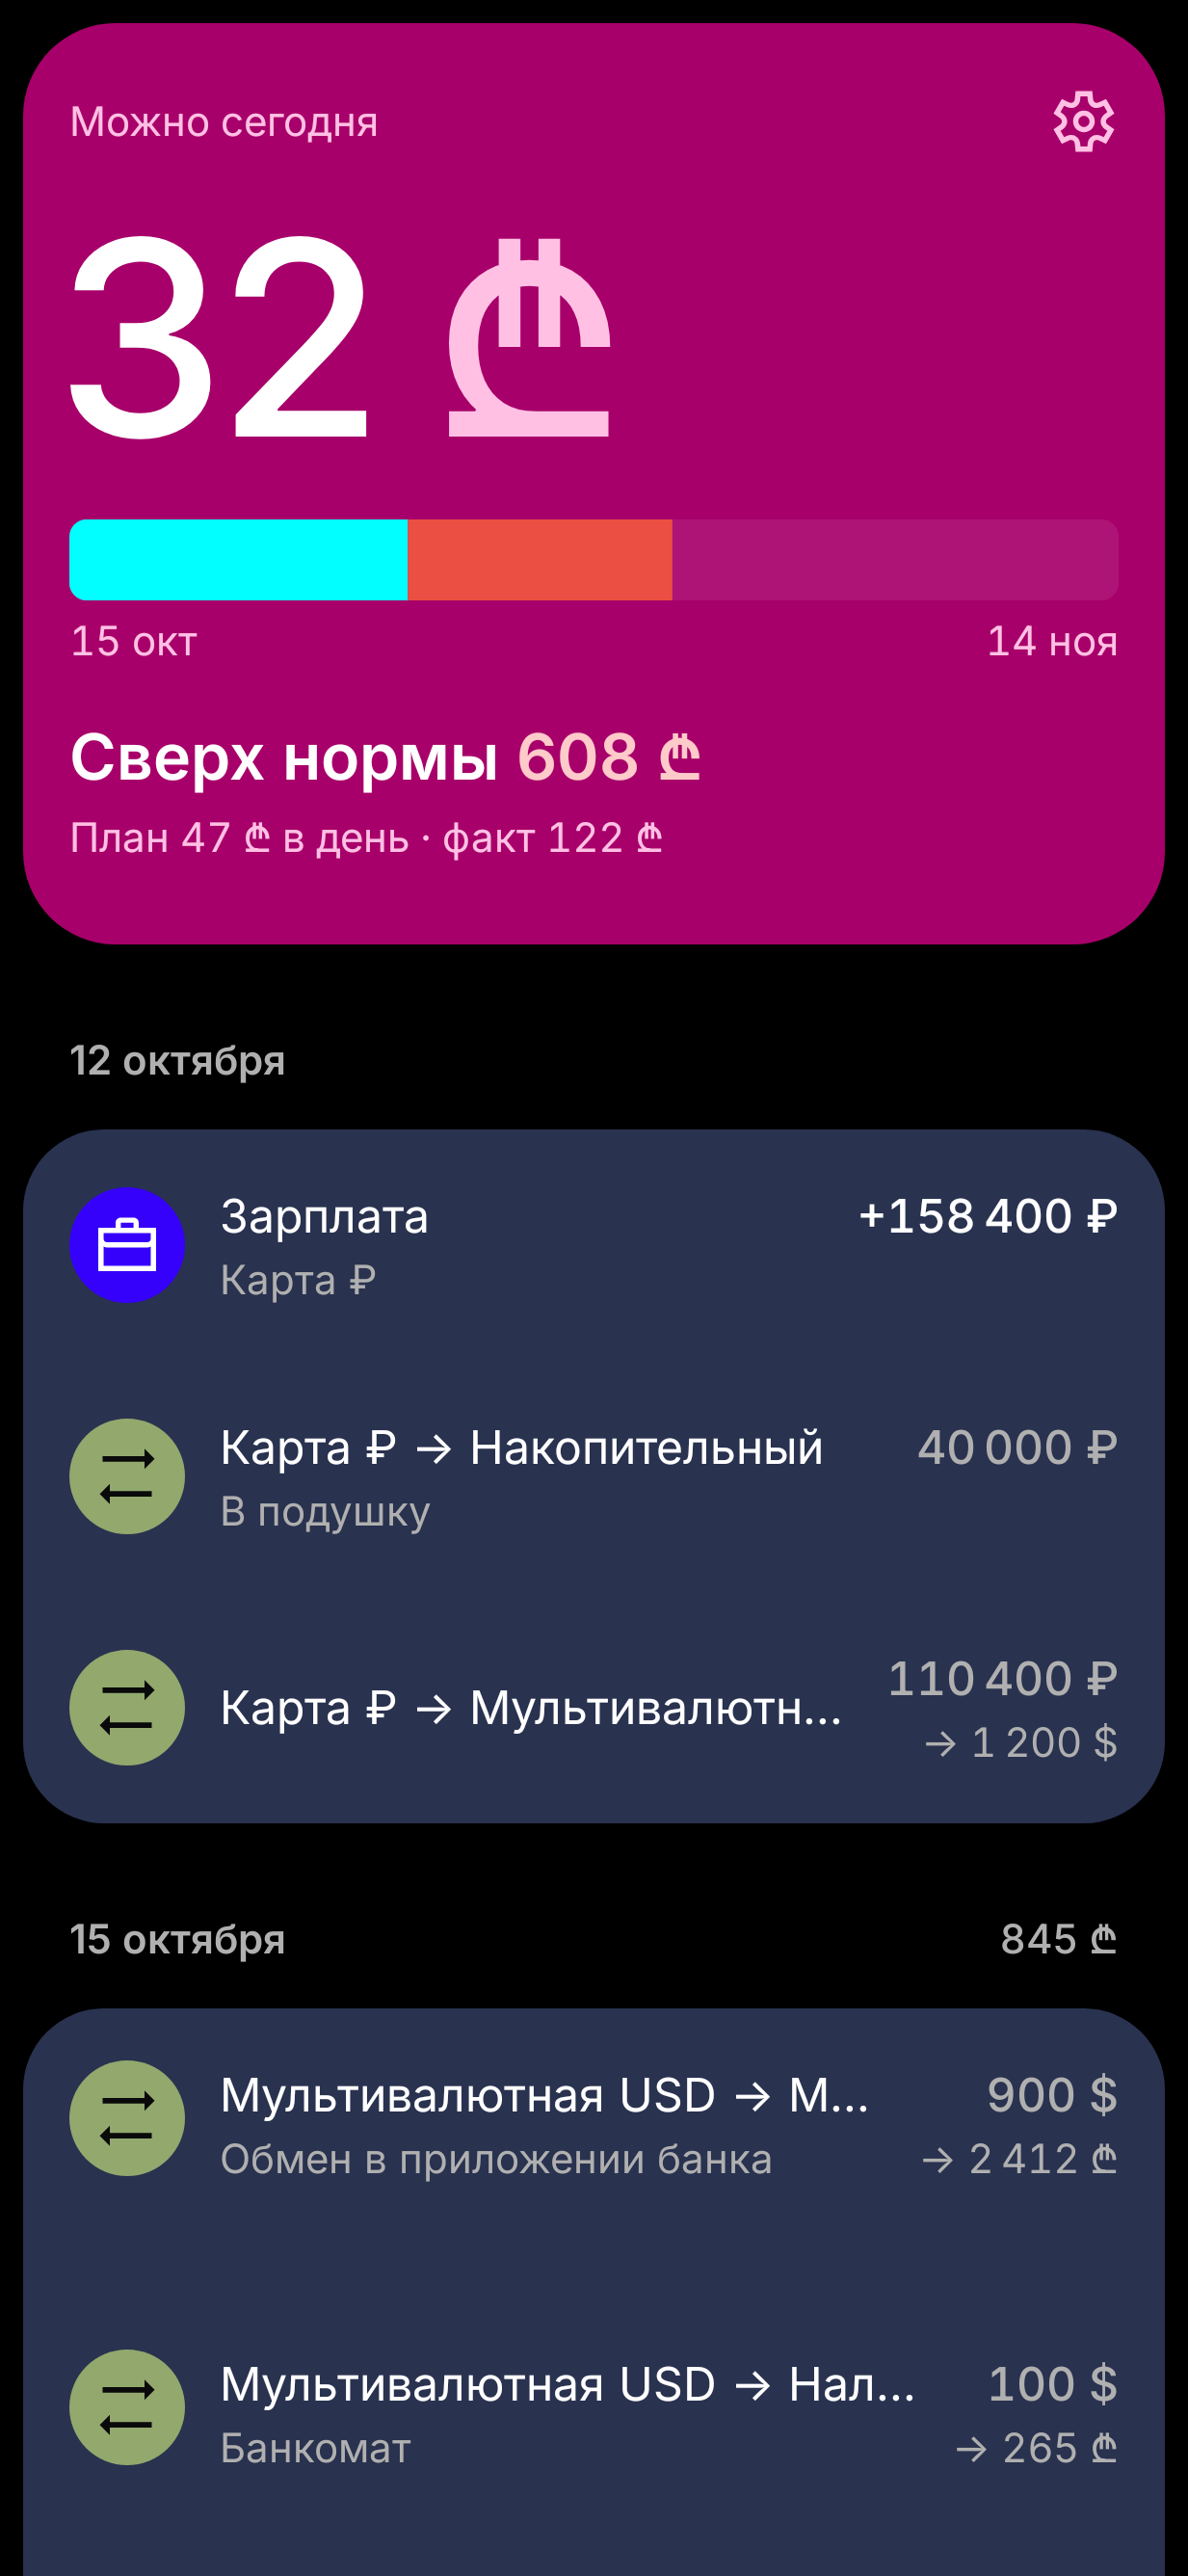 Можно сегодня
32 ₾
15 окт 14 ноя
Сверх нормы 608 ₾
План 47 ₾ в день · факт 122 ₾
12 октября
Зарплата +158 400 ₽
Карта ₽
Карта ₽ → Накопительный 40 000 ₽
В подушку
Карта ₽ → Мультивалютн... 110 400 ₽
→ 1 200 $
15 октября 845 ₾
Мультивалютная USD → М... 900 $
Обмен в приложении банка → 2 412 ₾
Мультивалютная USD → Нал... 100 $
Банкомат → 265 ₾